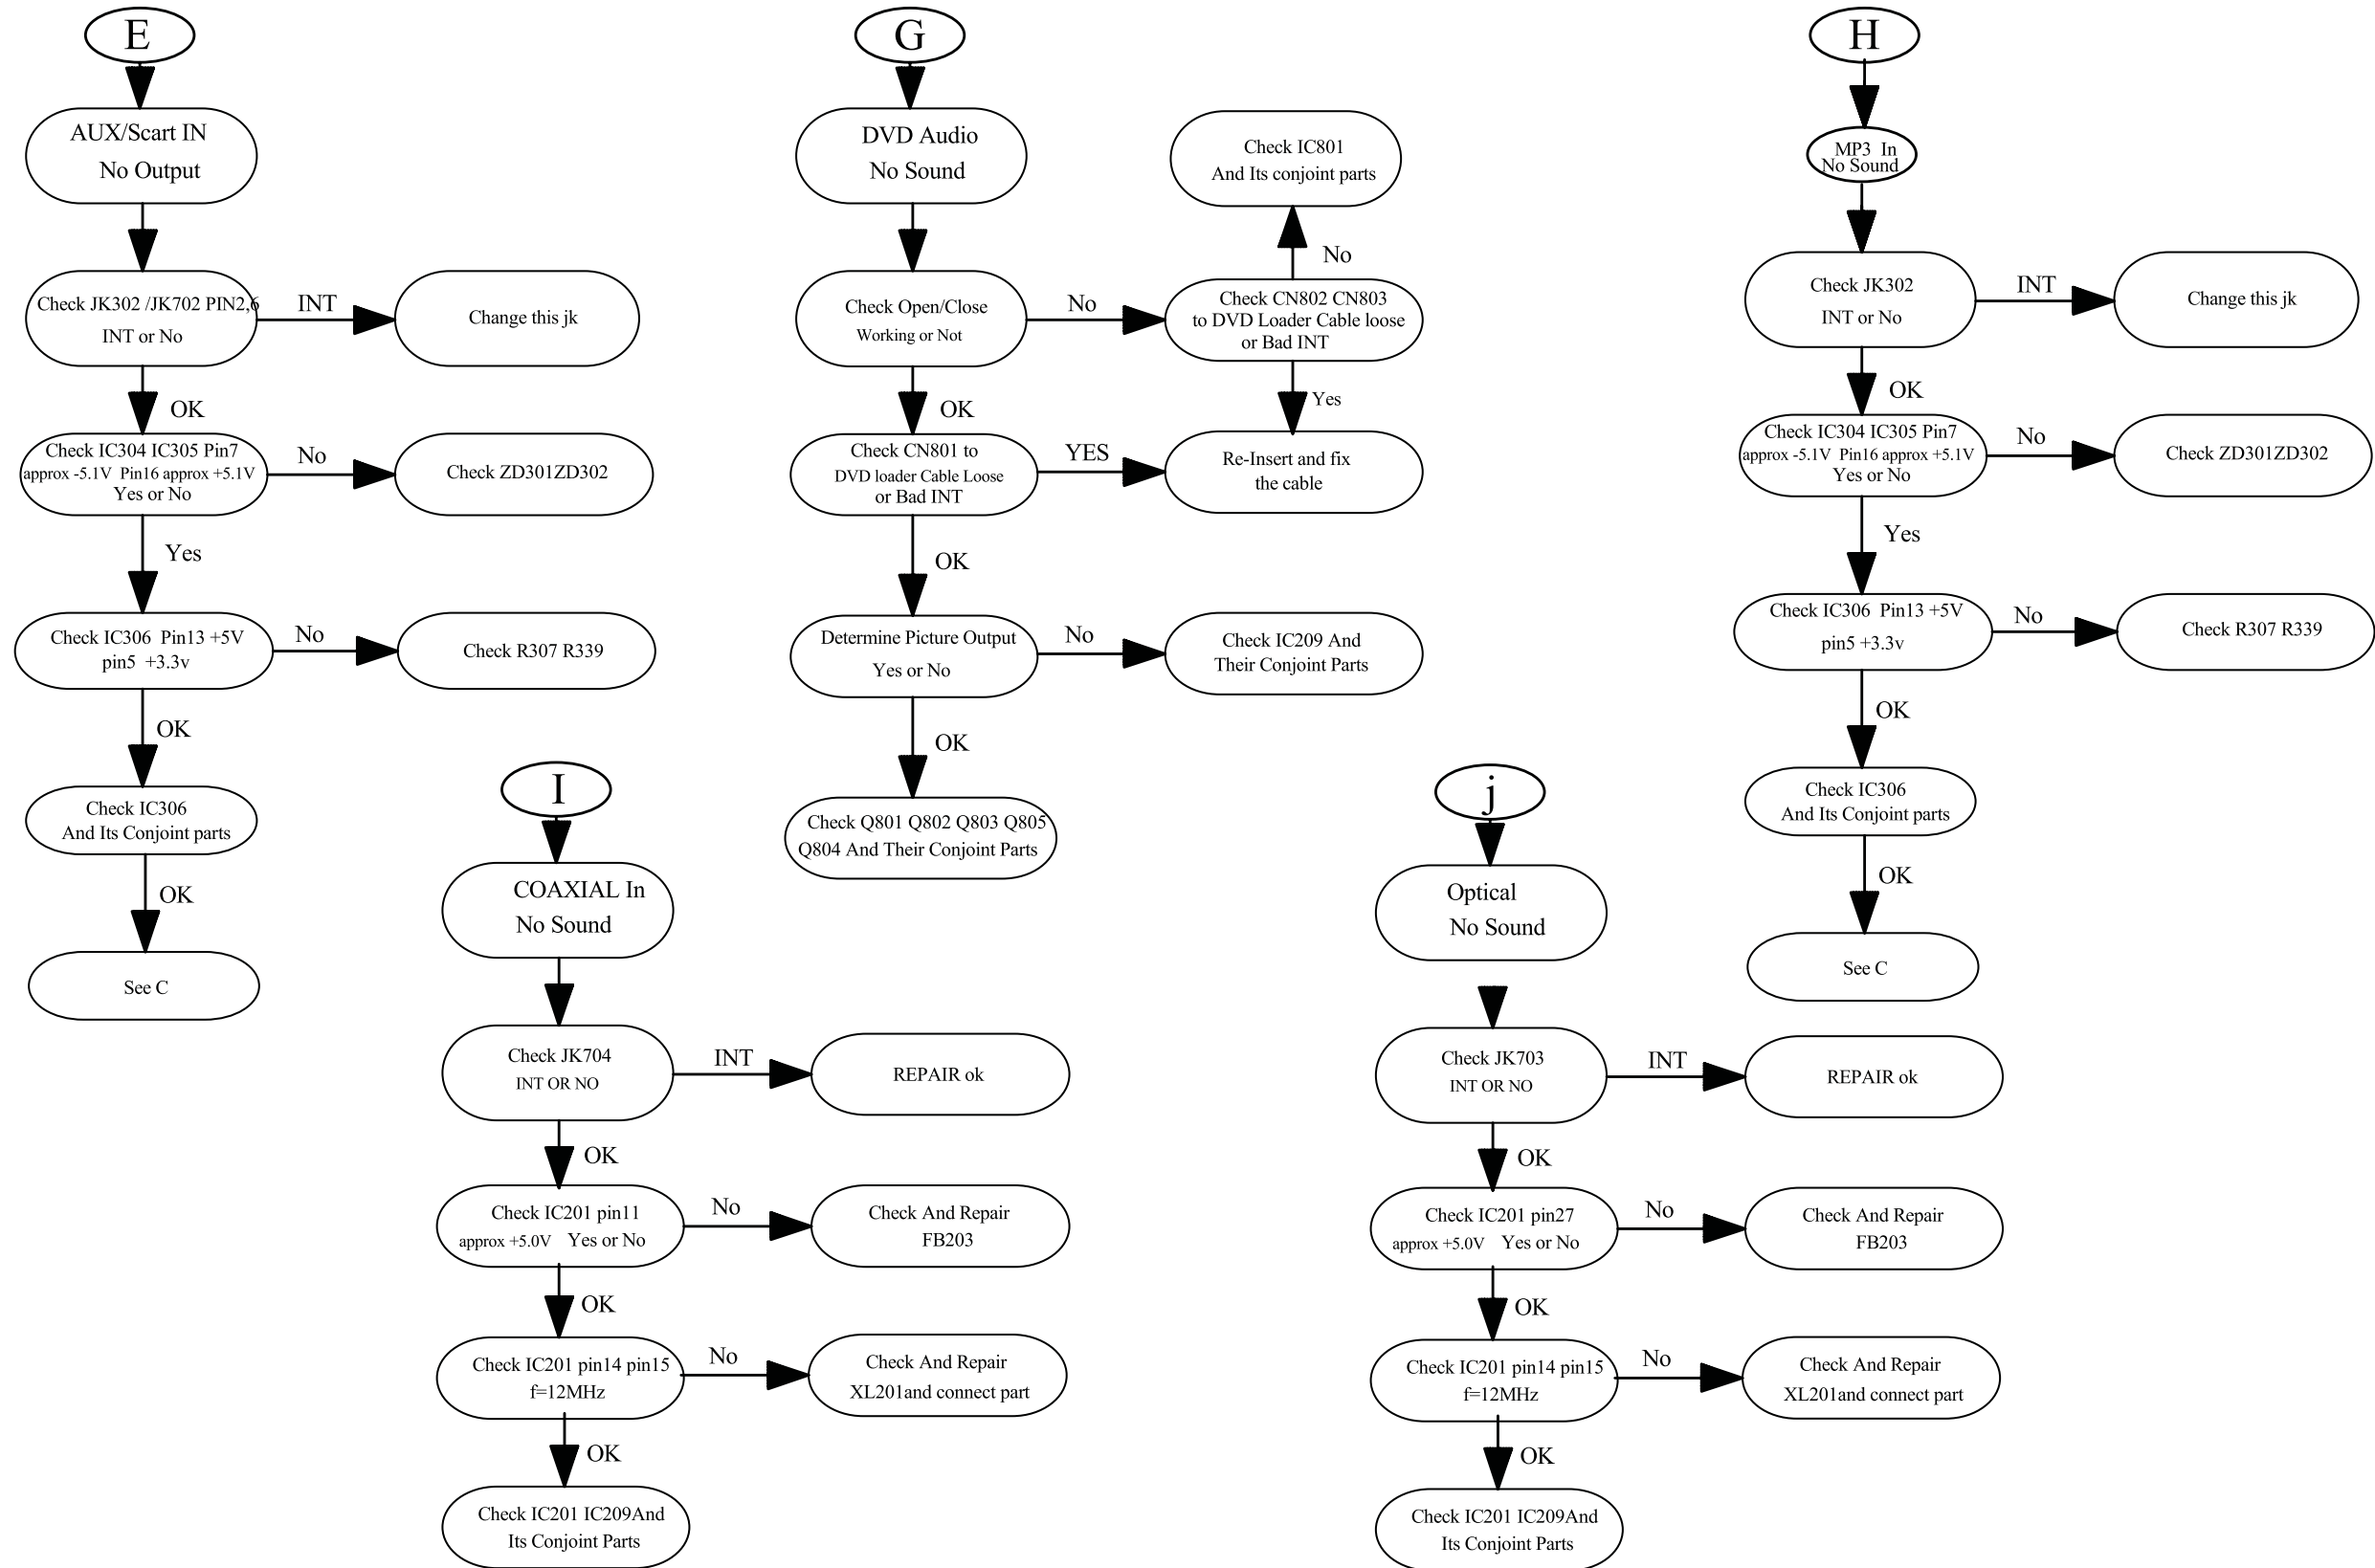 E
AUX/Scart IN
No Output
Check JK302 /JK702 PIN2,6
INT or No
INT
Change this jk
OK
Check IC304 IC305 Pin7
approx -5.1V Pin16 approx +5.1V
Yes or No
No
Check ZD301ZD302
Yes
Check IC306 Pin13 +5V
pin5 +3.3v
No
Check R307 R339
OK
Check IC306
And Its Conjoint parts
OK
See C
G
DVD Audio
No Sound
Check Open/Close
Working or Not
No
Check CN802 CN803
to DVD Loader Cable loose
or Bad INT
No
Check IC801
And Its conjoint parts
Yes
OK
Check CN801 to
DVD loader Cable Loose
or Bad INT
YES
Re-Insert and fix
the cable
OK
Determine Picture Output
Yes or No
No
Check IC209 And
Their Conjoint Parts
OK
Check Q801 Q802 Q803 Q805
Q804 And Their Conjoint Parts
H
MP3 In
No Sound
Check JK302
INT or No
INT
Change this jk
OK
Check IC304 IC305 Pin7
approx -5.1V Pin16 approx +5.1V
Yes or No
No
Check ZD301ZD302
Yes
Check IC306 Pin13 +5V
pin5 +3.3v
No
Check R307 R339
OK
Check IC306
And Its Conjoint parts
OK
See C
I
COAXIAL In
No Sound
Check JK704
INT OR NO
INT
REPAIR ok
OK
Check IC201 pin11
approx +5.0V Yes or No
No
Check And Repair
FB203
OK
Check IC201 pin14 pin15
f=12MHz
No
Check And Repair
XL201and connect part
OK
Check IC201 IC209And
Its Conjoint Parts
j
Optical
No Sound
Check JK703
INT OR NO
INT
REPAIR ok
OK
Check IC201 pin27
approx +5.0V Yes or No
No
Check And Repair
FB203
OK
Check IC201 pin14 pin15
f=12MHz
No
Check And Repair
XL201and connect part
OK
Check IC201 IC209And
Its Conjoint Parts